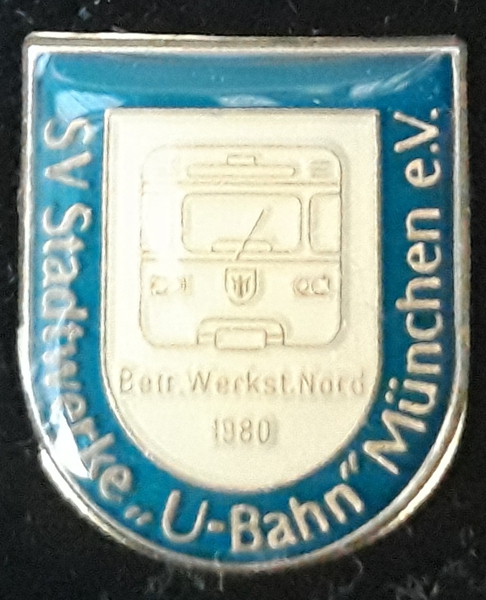 SV Stadtwerke „U-Bahn“ München e.V.
Betr. Werkst. Nord
1980